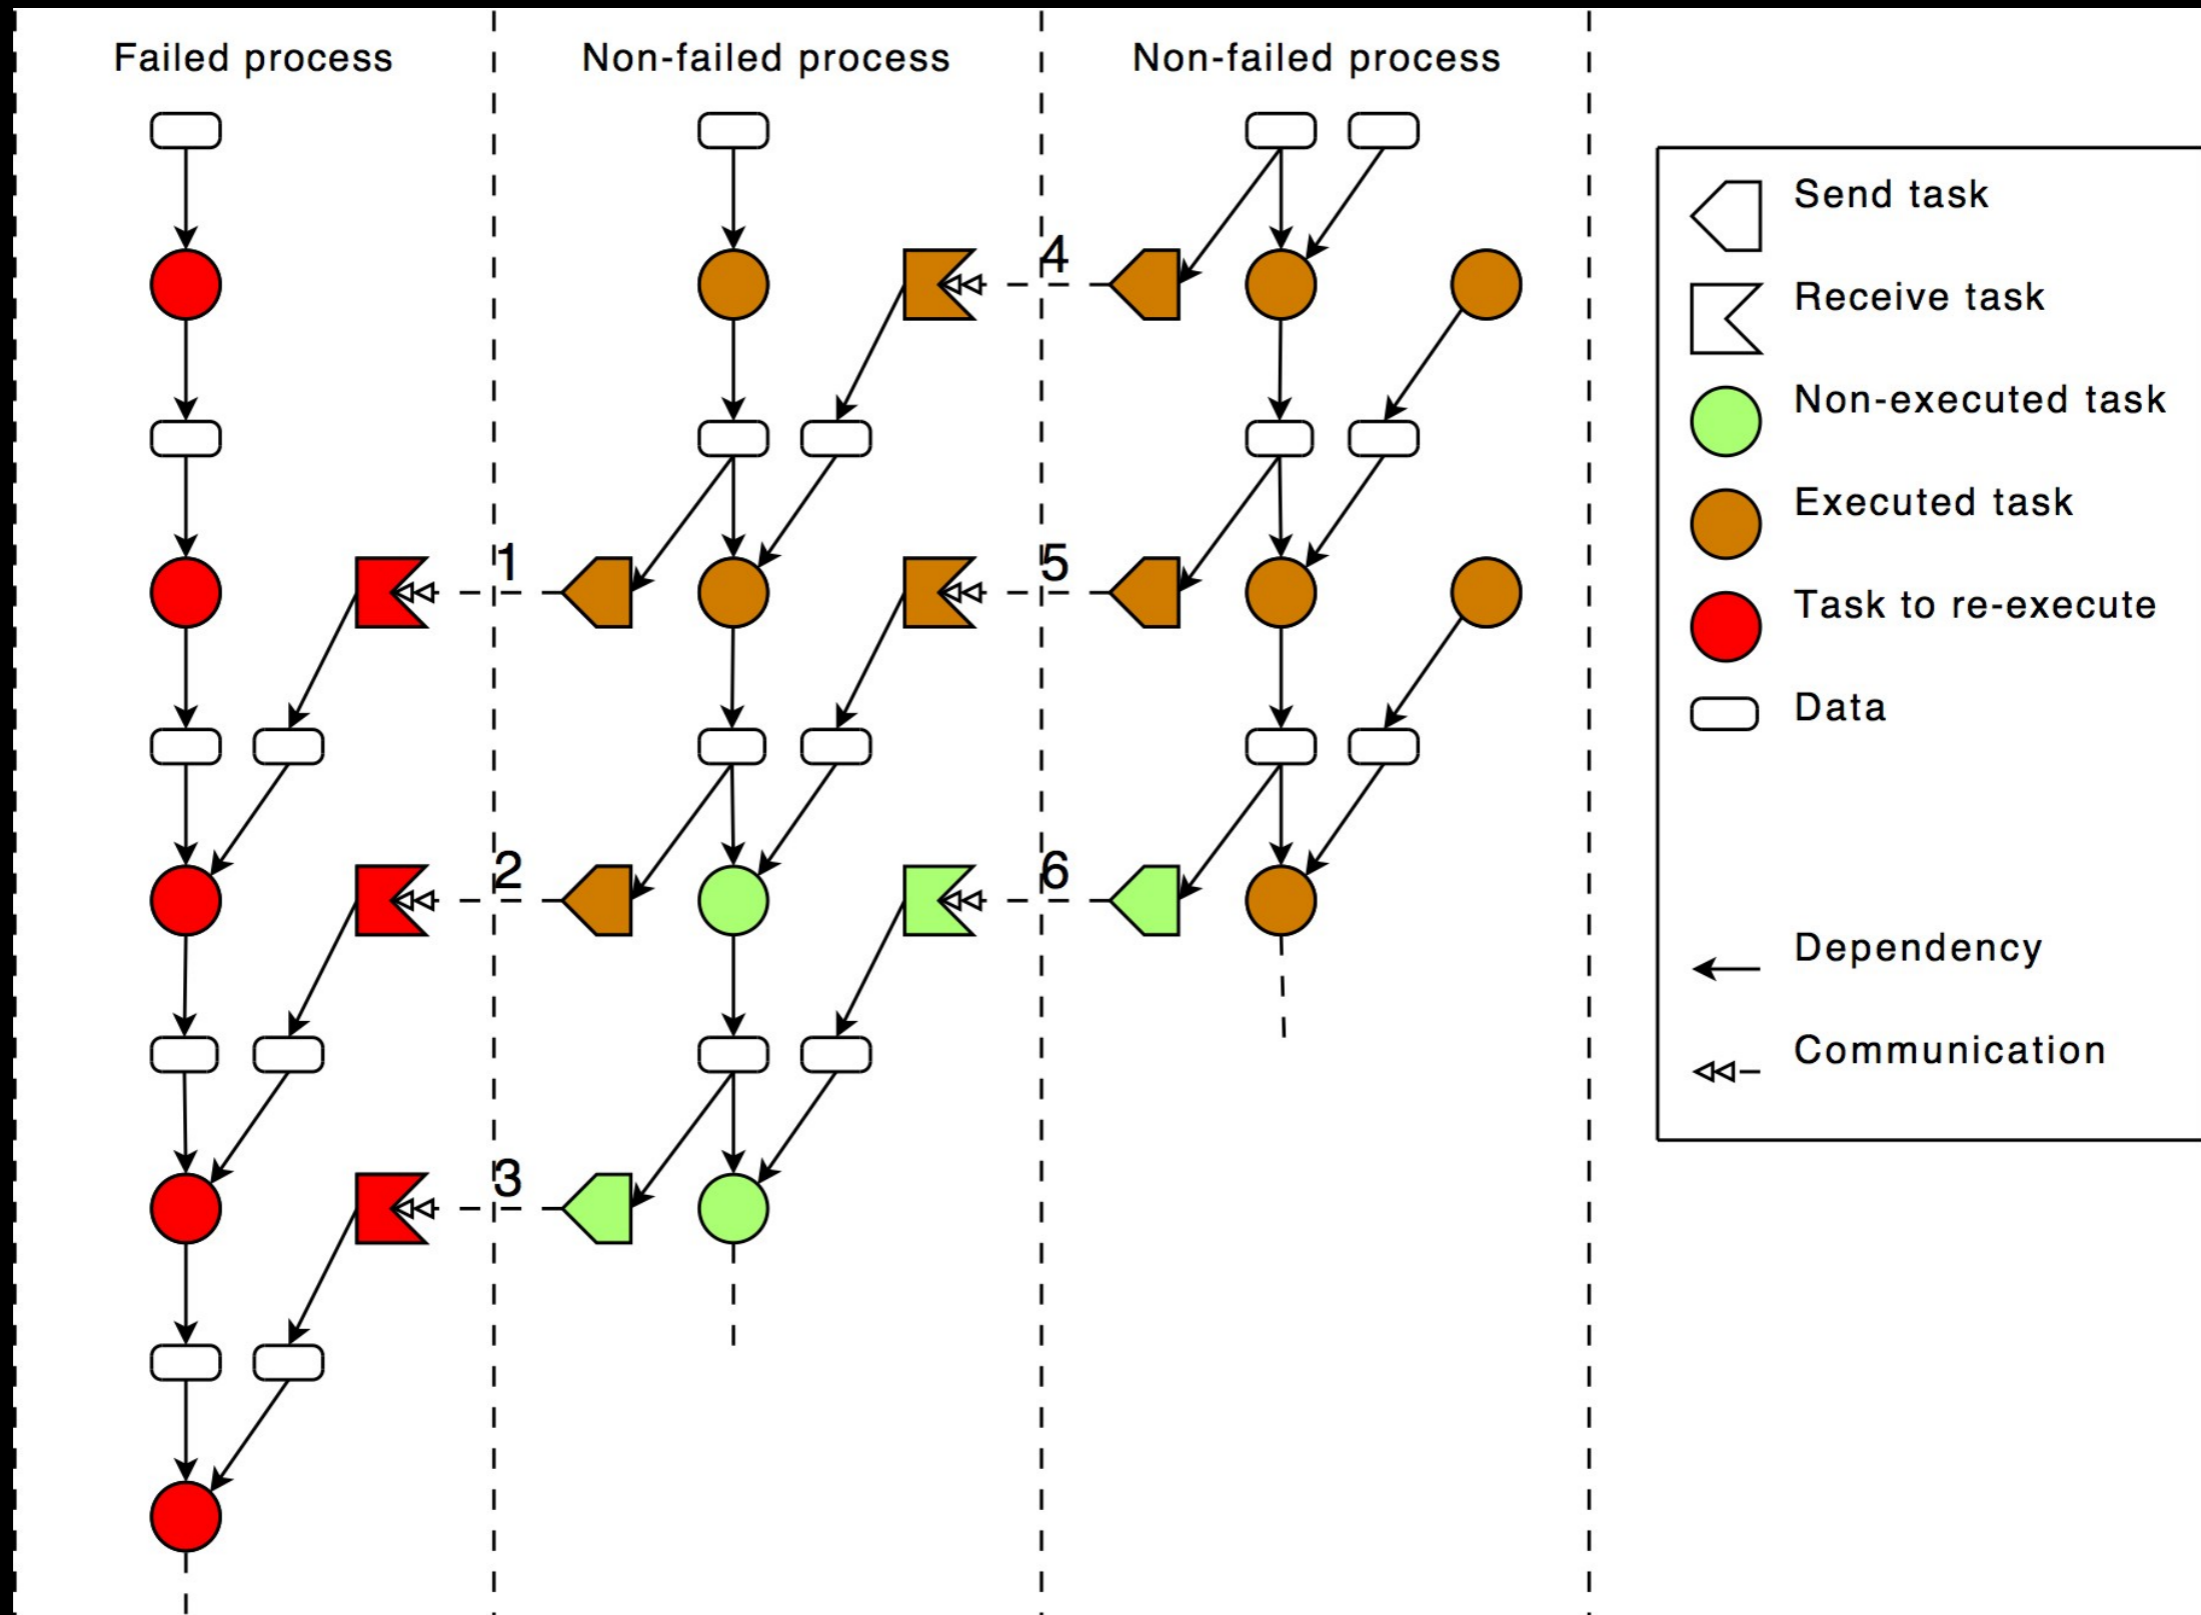 Failed process
Non-failed process
Non-failed process
4
1
5
2
6
3
Send task
Receive task
Non-executed task
Executed task
Task to re-execute
Data
Dependency
Communication